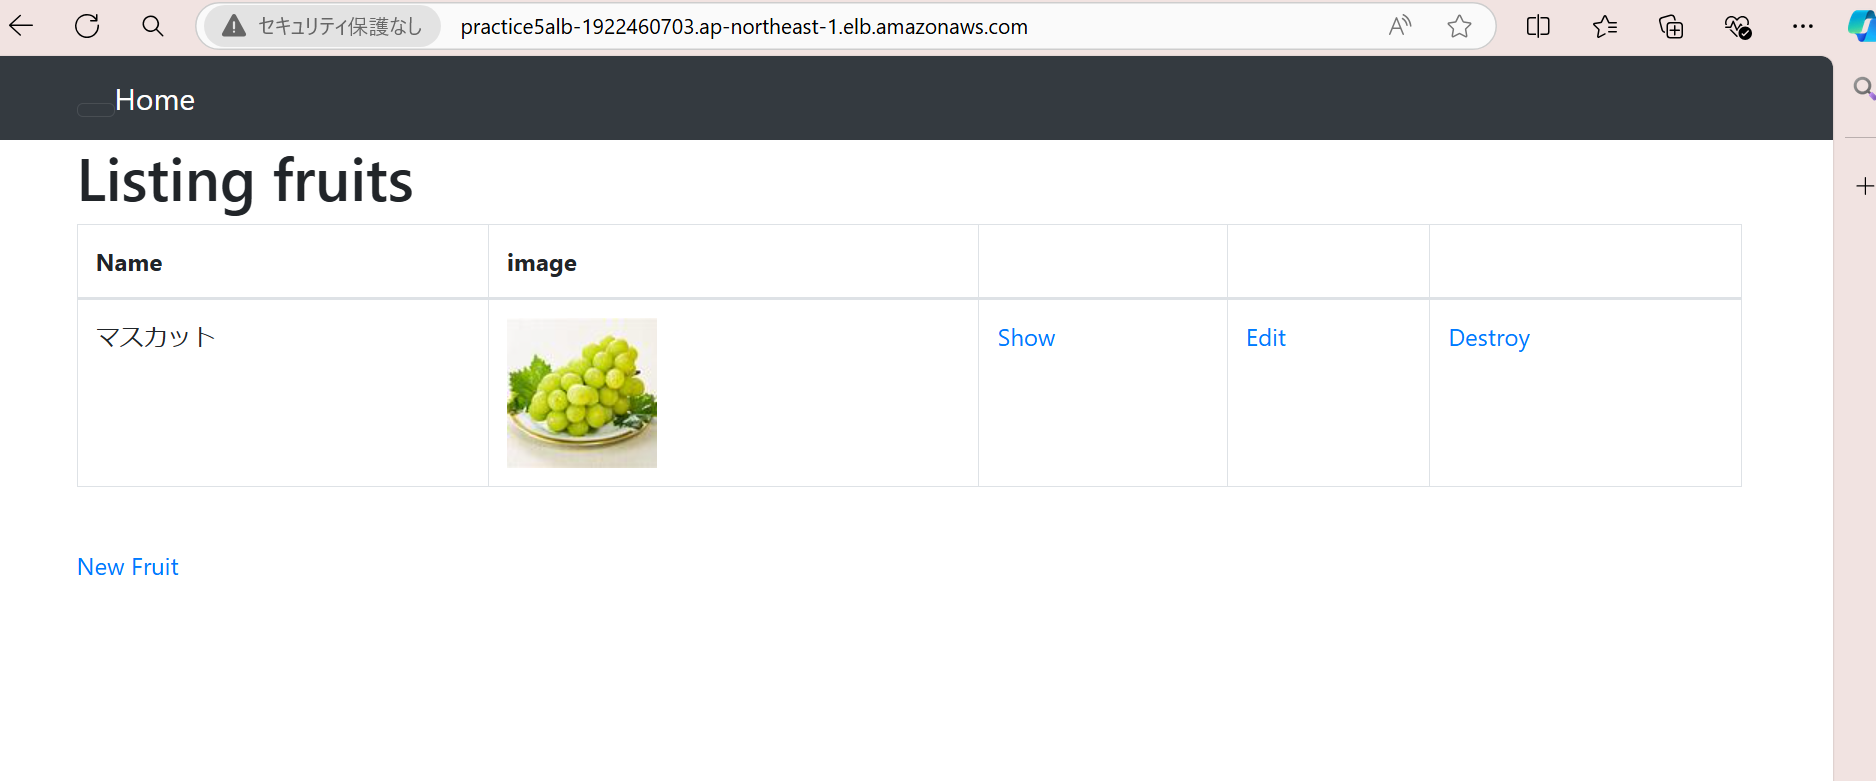 セキュリティ保護なし practice5alb-1922460703.ap-northeast-1.elb.amazonaws.com
Home
Listing fruits
Name image
マスカット Show Edit Destroy
New Fruit